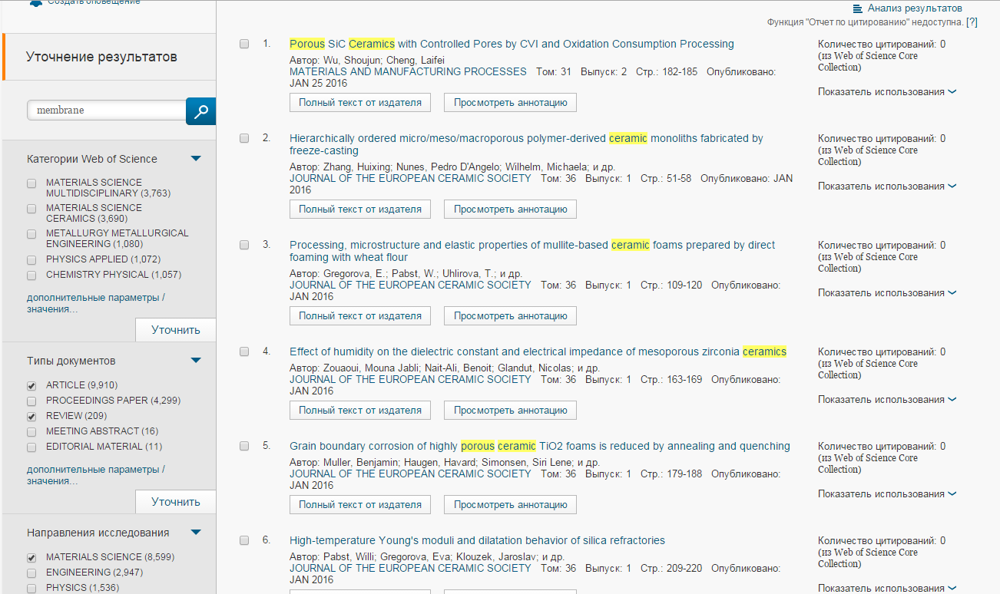 Создать оповещение
Уточнение результатов
membrane
Категории Web of Science
MATERIALS SCIENCE
MULTIDISCIPLINARY (3,763)
MATERIALS SCIENCE
CERAMICS (3,690)
METALLURGY METALLURGICAL
ENGINEERING (1,080)
PHYSICS APPLIED (1,072)
CHEMISTRY PHYSICAL (1,057)
дополнительные параметры /
значения...
Уточнить
Типы документов
ARTICLE (9,910)
PROCEEDINGS PAPER (4,299)
REVIEW (209)
MEETING ABSTRACT (16)
EDITORIAL MATERIAL (11)
дополнительные параметры /
значения...
Уточнить
Направления исследования
MATERIALS SCIENCE (8,599)
ENGINEERING (2,947)
PHYSICS (1,536)
Анализ результатов
Функция "Отчет по цитированию" недоступна. [?]
1. Porous SiC Ceramics with Controlled Pores by CVI and Oxidation Consumption Processing
Автор: Wu, Shoujun; Cheng, Laifei
MATERIALS AND MANUFACTURING PROCESSES Том: 31 Выпуск: 2 Стр.: 182-185 Опубликовано:
JAN 25 2016
Полный текст от издателя Просмотреть аннотацию
Количество цитирований: 0
(из Web of Science Core
Collection)
Показатель использования
2. Hierarchically ordered micro/meso/macroporous polymer-derived ceramic monoliths fabricated by
freeze-casting
Автор: Zhang, Huixing; Nunes, Pedro D'Angelo; Wilhelm, Michaela; и др.
JOURNAL OF THE EUROPEAN CERAMIC SOCIETY Том: 36 Выпуск: 1 Стр.: 51-58 Опубликовано: JAN
2016
Полный текст от издателя Просмотреть аннотацию
Количество цитирований: 0
(из Web of Science Core
Collection)
Показатель использования
3. Processing, microstructure and elastic properties of mullite-based ceramic foams prepared by direct
foaming with wheat flour
Автор: Gregorova, E.; Pabst, W.; Uhlirova, T.; и др.
JOURNAL OF THE EUROPEAN CERAMIC SOCIETY Том: 36 Выпуск: 1 Стр.: 109-120 Опубликовано:
JAN 2016
Полный текст от издателя Просмотреть аннотацию
Количество цитирований: 0
(из Web of Science Core
Collection)
Показатель использования
4. Effect of humidity on the dielectric constant and electrical impedance of mesoporous zirconia ceramics
Автор: Zouaoui, Mouna Jabli; Nait-Ali, Benoit; Glandut, Nicolas; и др.
JOURNAL OF THE EUROPEAN CERAMIC SOCIETY Том: 36 Выпуск: 1 Стр.: 163-169 Опубликовано:
JAN 2016
Полный текст от издателя Просмотреть аннотацию
Количество цитирований: 0
(из Web of Science Core
Collection)
Показатель использования
5. Grain boundary corrosion of highly porous ceramic TiO2 foams is reduced by annealing and quenching
Автор: Muller, Benjamin; Haugen, Havard; Simonsen, Siri Lene; и др.
JOURNAL OF THE EUROPEAN CERAMIC SOCIETY Том: 36 Выпуск: 1 Стр.: 179-188 Опубликовано:
JAN 2016
Полный текст от издателя Просмотреть аннотацию
Количество цитирований: 0
(из Web of Science Core
Collection)
Показатель использования
6. High-temperature Young's moduli and dilatation behavior of silica refractories
Автор: Pabst, Willi; Gregorova, Eva; Klouzek, Jaroslav; и др.
JOURNAL OF THE EUROPEAN CERAMIC SOCIETY Том: 36 Выпуск: 1 Стр.: 209-220 Опубликовано:
JAN 2016
Количество цитирований: 0
(из Web of Science Core
Collection)
Показатель использования